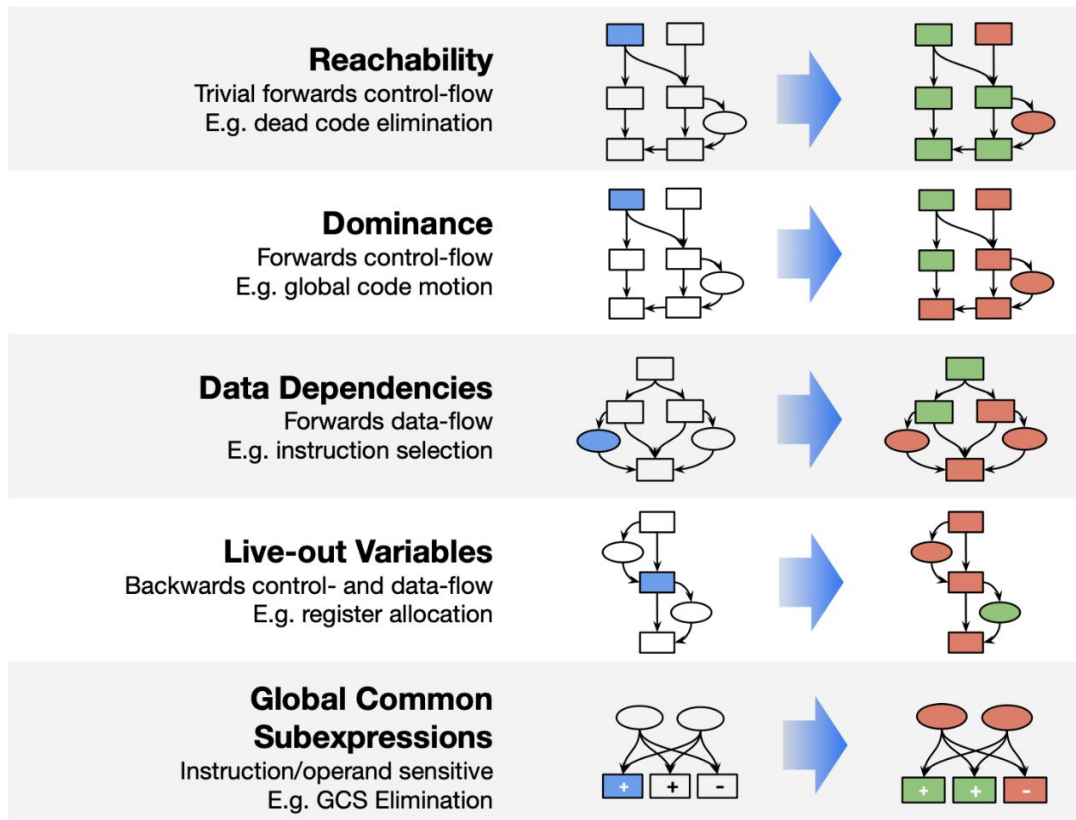 Reachability
Trivial forwards control-flow
E.g. dead code elimination
Dominance
Forwards control-flow
E.g. global code motion
Data Dependencies
Forwards data-flow
E.g. instruction selection
Live-out Variables
Backwards control- and data-flow
E.g. register allocation
Global Common
Subexpressions
Instruction/operand sensitive
E.g. GCS Elimination
+ + - + + -